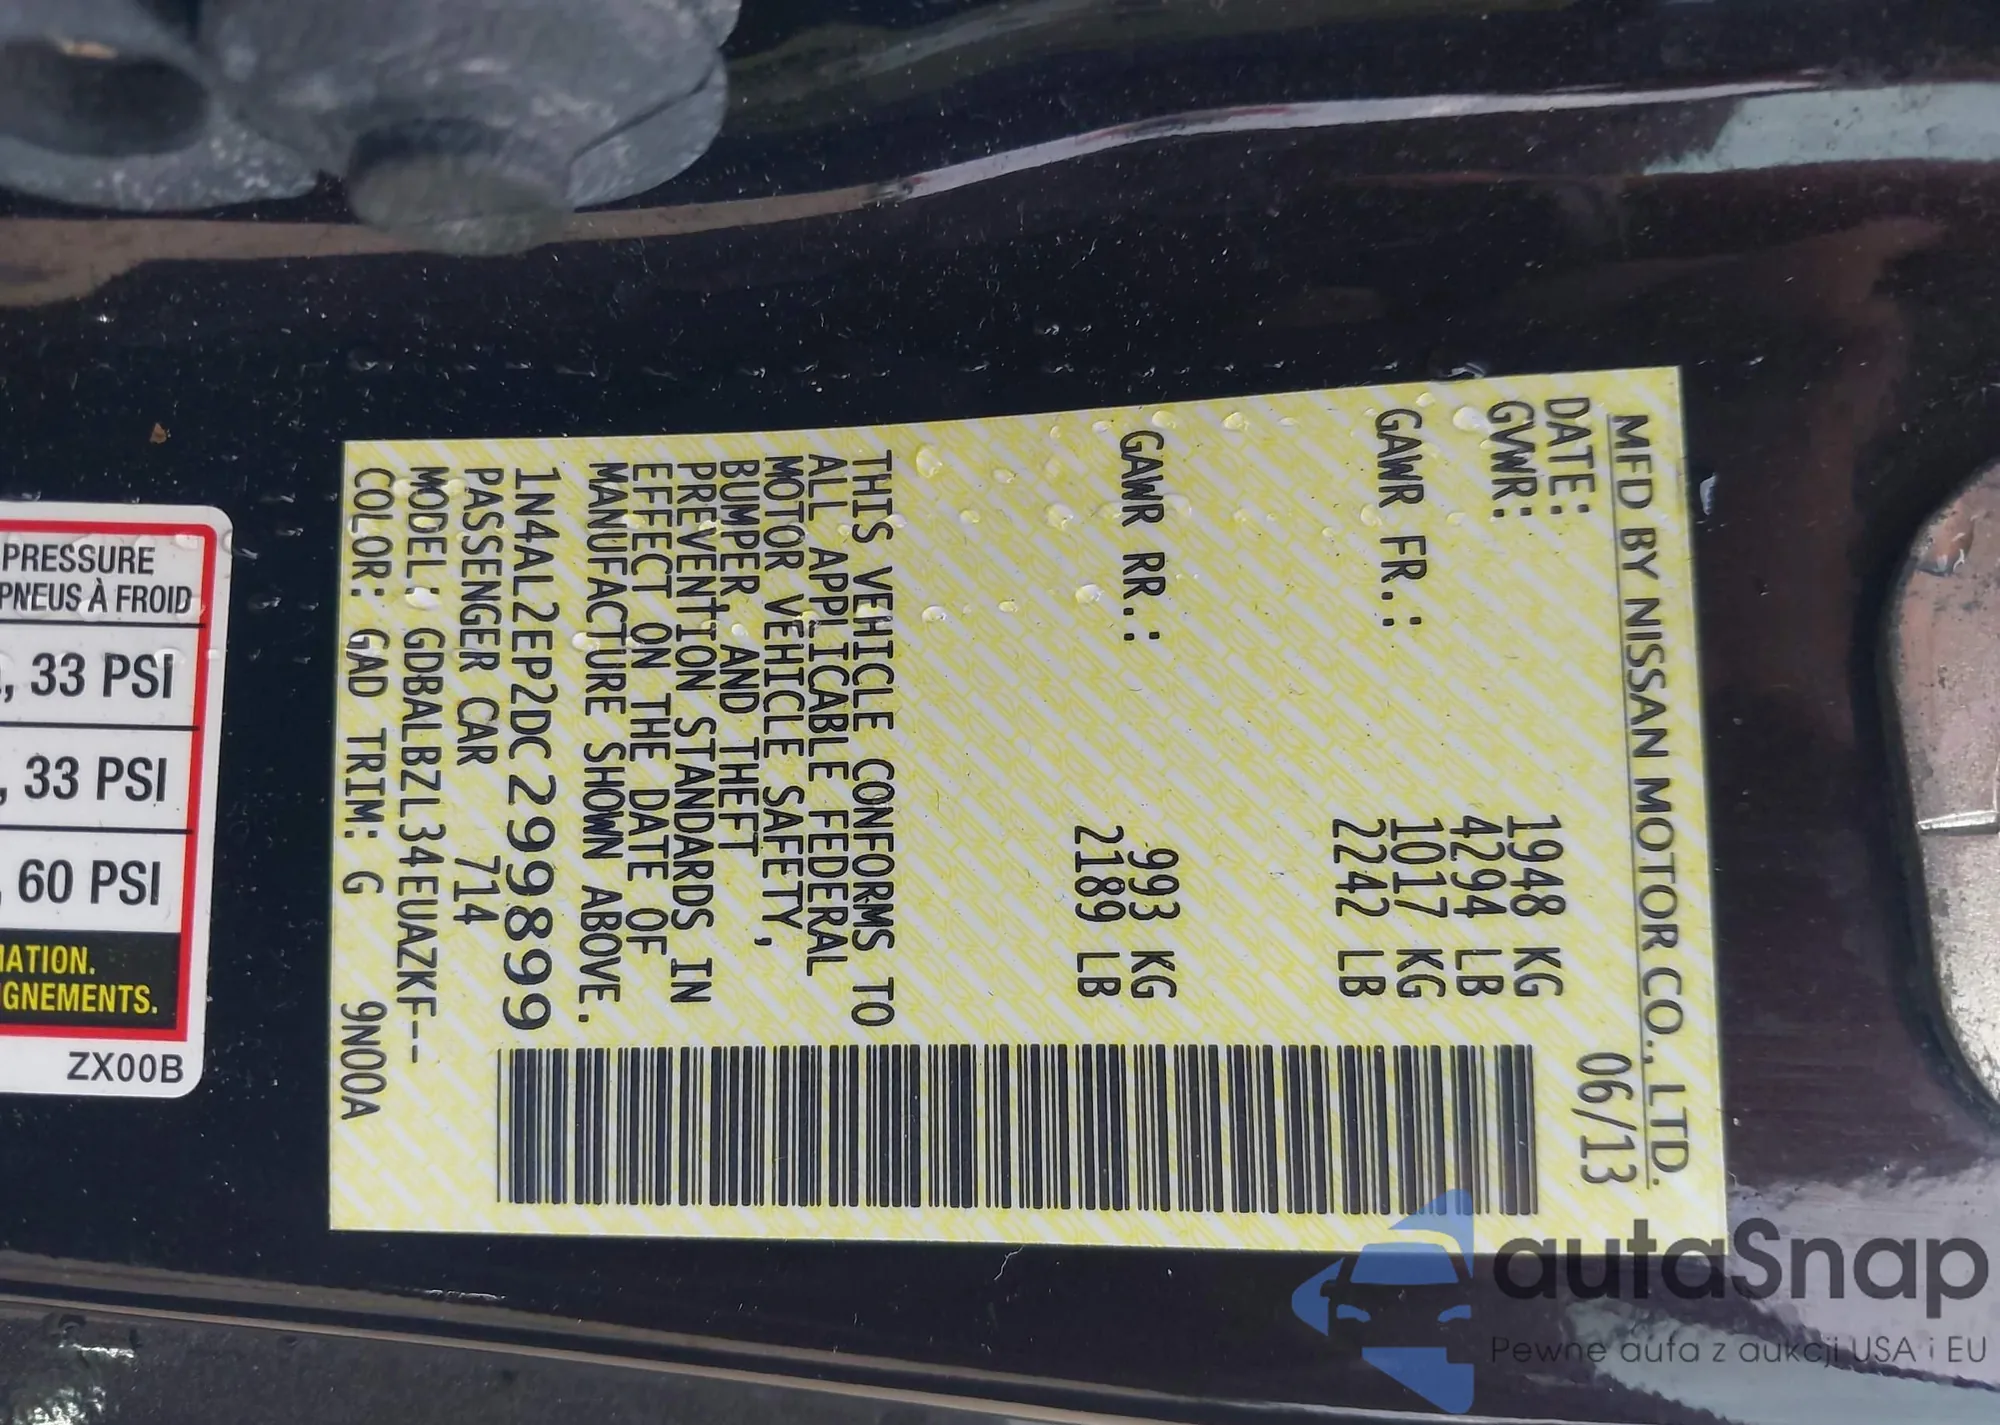 MFD BY NISSAN MOTOR CO., LTD.
DATE: 06/13
GVWR: 1948 KG
4294 LB
GAWR FR.: 1017 KG
2242 LB
GAWR RR.: 993 KG
2189 LB
THIS VEHICLE CONFORMS TO
ALL APPLICABLE FEDERAL
MOTOR VEHICLE SAFETY,
BUMPER AND THEFT
PREVENTION STANDARDS IN
EFFECT ON THE DATE OF
MANUFACTURE SHOWN ABOVE.
1N4AL2EP2DC299899
PASSENGER CAR 714
MODEL: GDBALBZL34EUAZKF--
COLOR: GAD TRIM: G 9N00A
PRESSURE
PNEUS À FROID
, 33 PSI
, 33 PSI
, 60 PSI
MATION.
IGNEMENTS.
ZX00B
autaSnap
Pewne auta z aukcji USA i EU